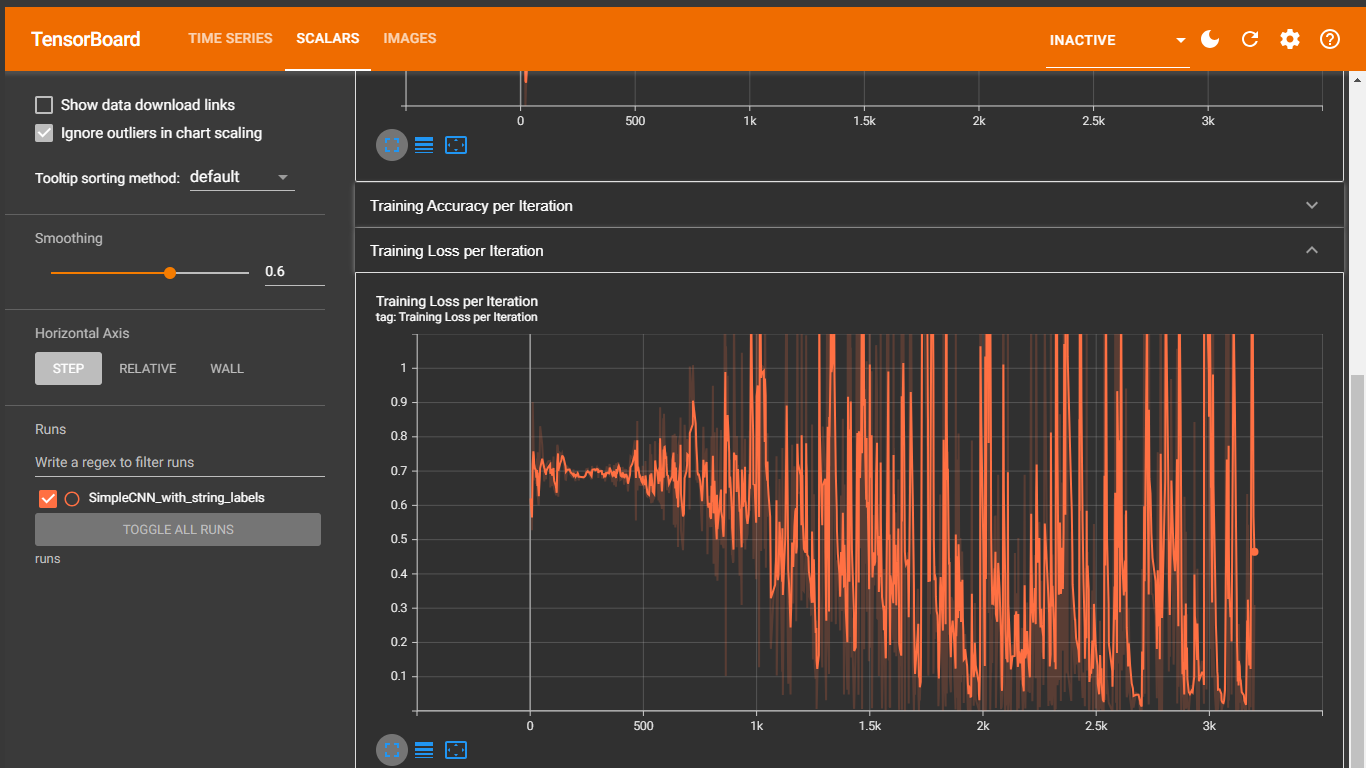 TensorBoard
TIME SERIES
SCALARS
IMAGES
INACTIVE
Show data download links
Ignore outliers in chart scaling
Tooltip sorting method: default
Smoothing
0.6
Horizontal Axis
STEP
RELATIVE
WALL
Runs
Write a regex to filter runs
SimpleCNN_with_string_labels
TOGGLE ALL RUNS
runs
0 500 1k 1.5k 2k 2.5k 3k
Training Accuracy per Iteration
Training Loss per Iteration
Training Loss per Iteration
tag: Training Loss per Iteration
1
0.9
0.8
0.7
0.6
0.5
0.4
0.3
0.2
0.1
0 500 1k 1.5k 2k 2.5k 3k